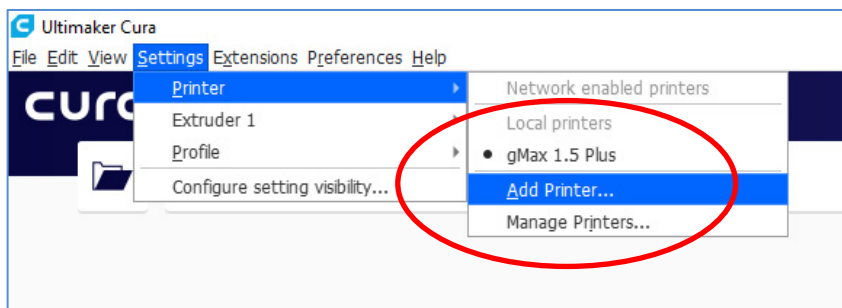 Ultimaker Cura
File Edit View Settings Extensions Preferences Help
Printer
Extruder 1
Profile
Configure setting visibility...
Network enabled printers
Local printers
gMax 1.5 Plus
Add Printer...
Manage Printers...